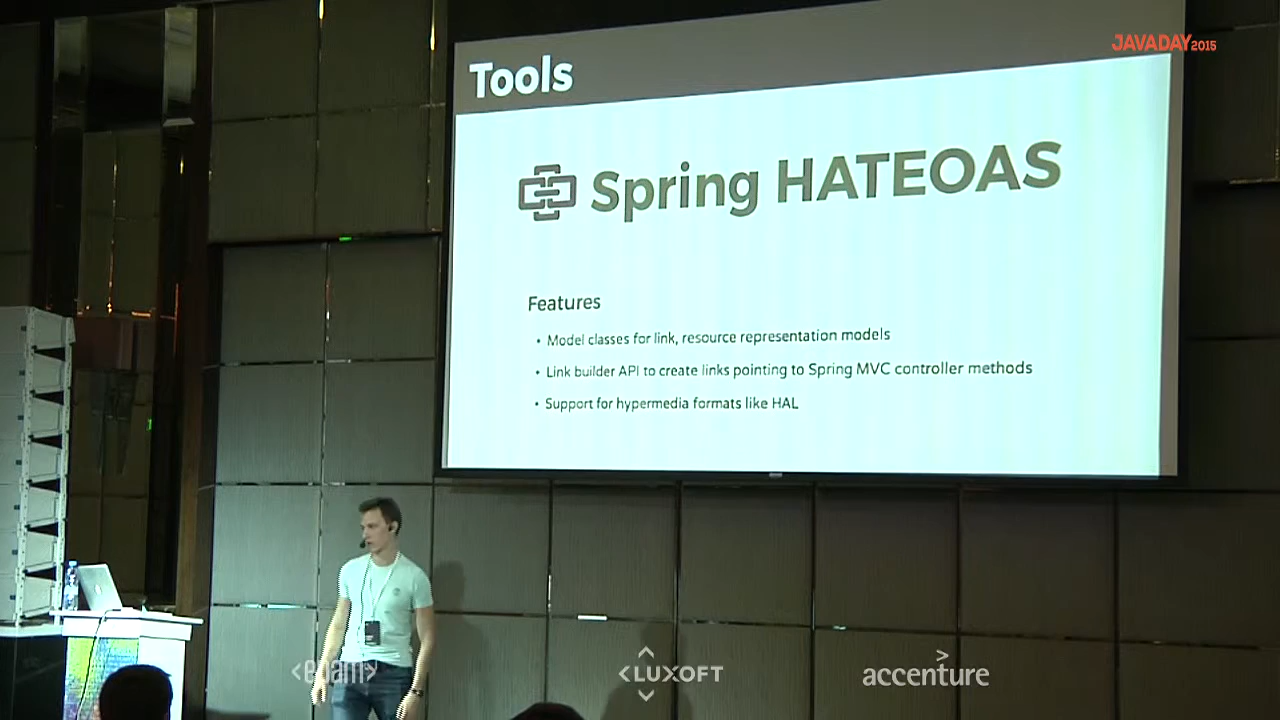 JAVADAY2015
Tools
Spring HATEOAS
Features
• Model classes for link, resource representation models
• Link builder API to create links pointing to Spring MVC controller methods
• Support for hypermedia formats like HAL
<epam>
<LUXOFT
accenture